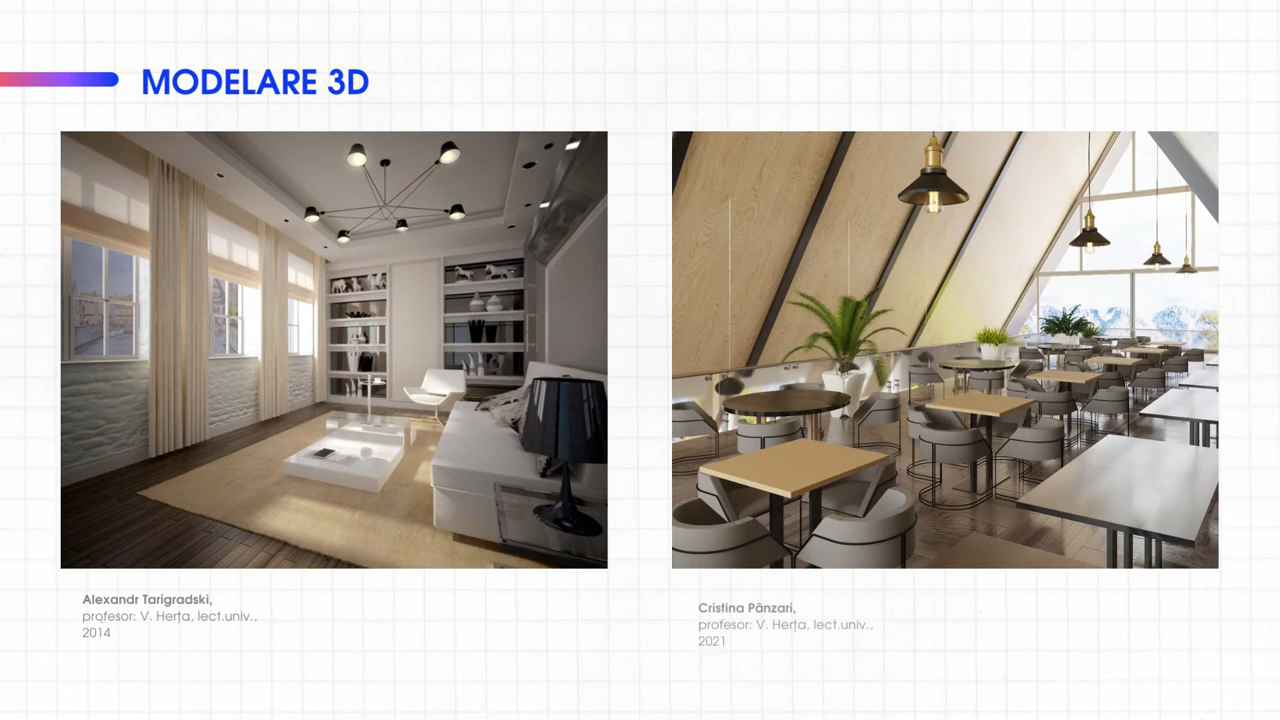 MODELARE 3D
Alexandr Tarigradski,
profesor: V. Herța, lect.univ.,
2014
Cristina Pânzari,
profesor: V. Herța, lect.univ.,
2021